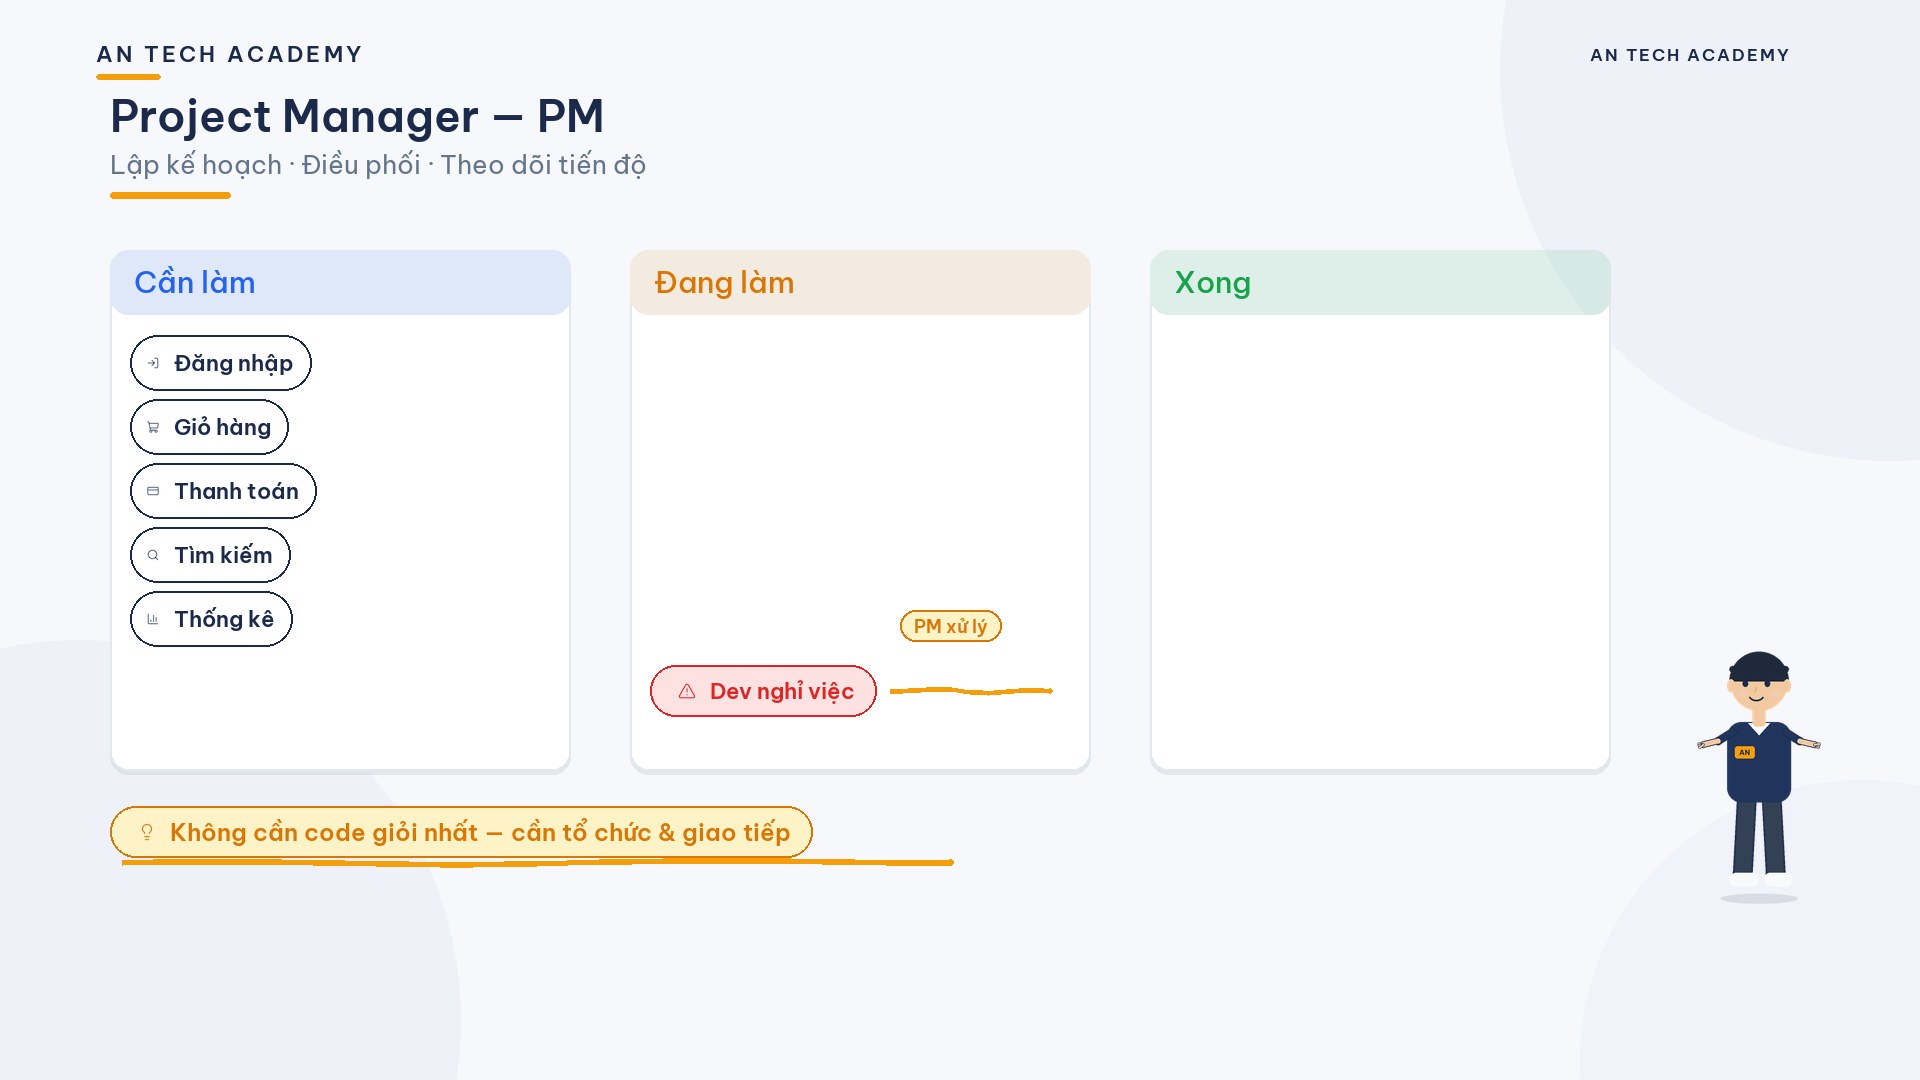 AN TECH ACADEMY
AN TECH ACADEMY
Project Manager — PM
Lập kế hoạch · Điều phối · Theo dõi tiến độ
Cần làm
Đăng nhập
Giỏ hàng
Thanh toán
Tìm kiếm
Thống kê
Đang làm
PM xử lý
Dev nghỉ việc
Xong
AN
Không cần code giỏi nhất — cần tổ chức & giao tiếp